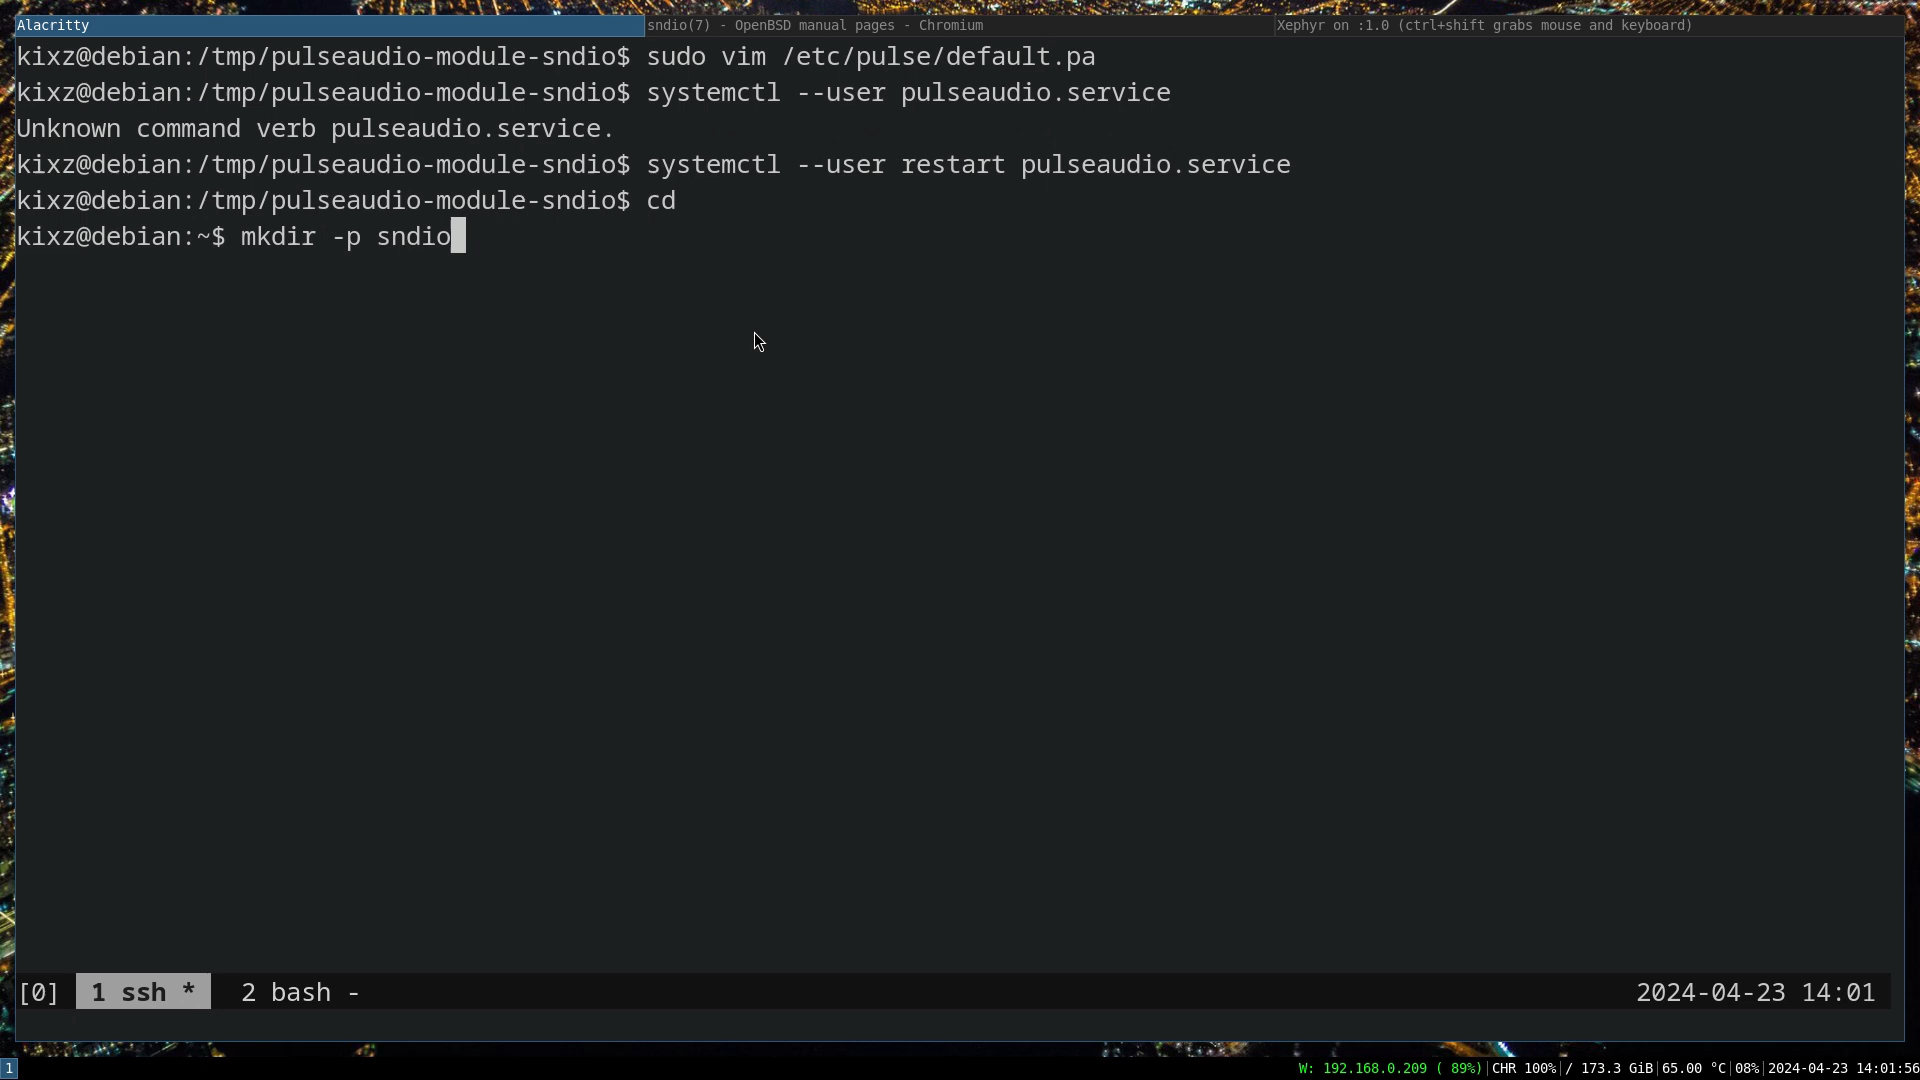 Alacritty
sndio(7) - OpenBSD manual pages - Chromium
Xephyr on :1.0 (ctrl+shift grabs mouse and keyboard)
kixz@debian:/tmp/pulseaudio-module-sndio$ sudo vim /etc/pulse/default.pa
kixz@debian:/tmp/pulseaudio-module-sndio$ systemctl --user pulseaudio.service
Unknown command verb pulseaudio.service.
kixz@debian:/tmp/pulseaudio-module-sndio$ systemctl --user restart pulseaudio.service
kixz@debian:/tmp/pulseaudio-module-sndio$ cd
kixz@debian:~$ mkdir -p sndio
[0] 1 ssh * 2 bash - 2024-04-23 14:01
1 W: 192.168.0.209 ( 89%)|CHR 100%|/ 173.3 GiB|65.00 °C|08%|2024-04-23 14:01:56